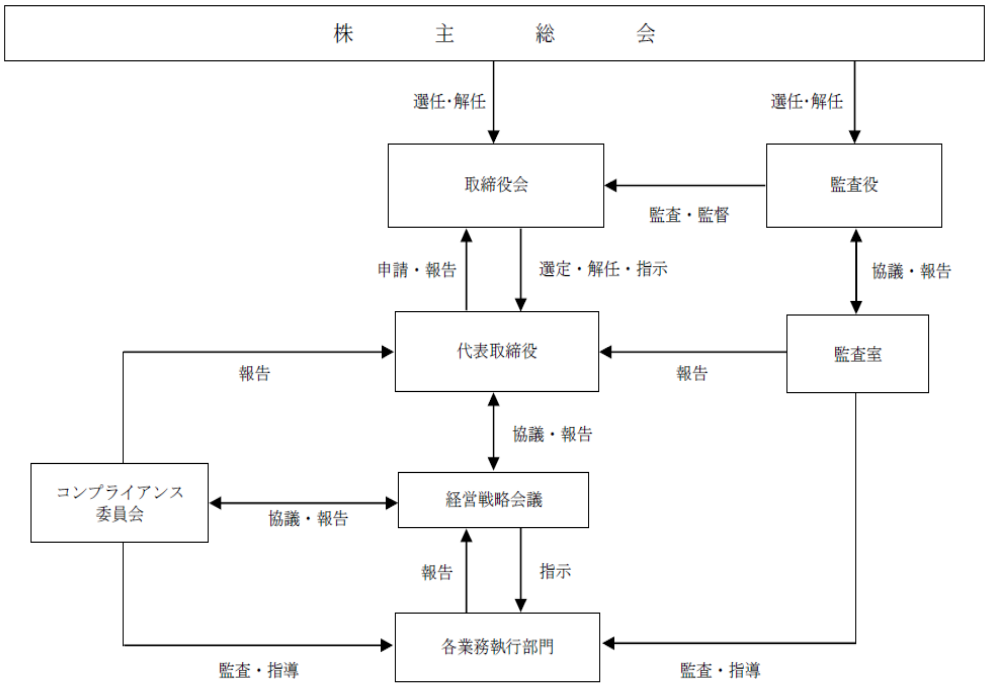 株主総会
選任・解任
選任・解任
取締役会
監査役
監査・監督
申請・報告
選定・解任・指示
協議・報告
代表取締役
監査室
報告
報告
協議・報告
コンプライアンス
委員会
経営戦略会議
協議・報告
報告
指示
各業務執行部門
監査・指導
監査・指導